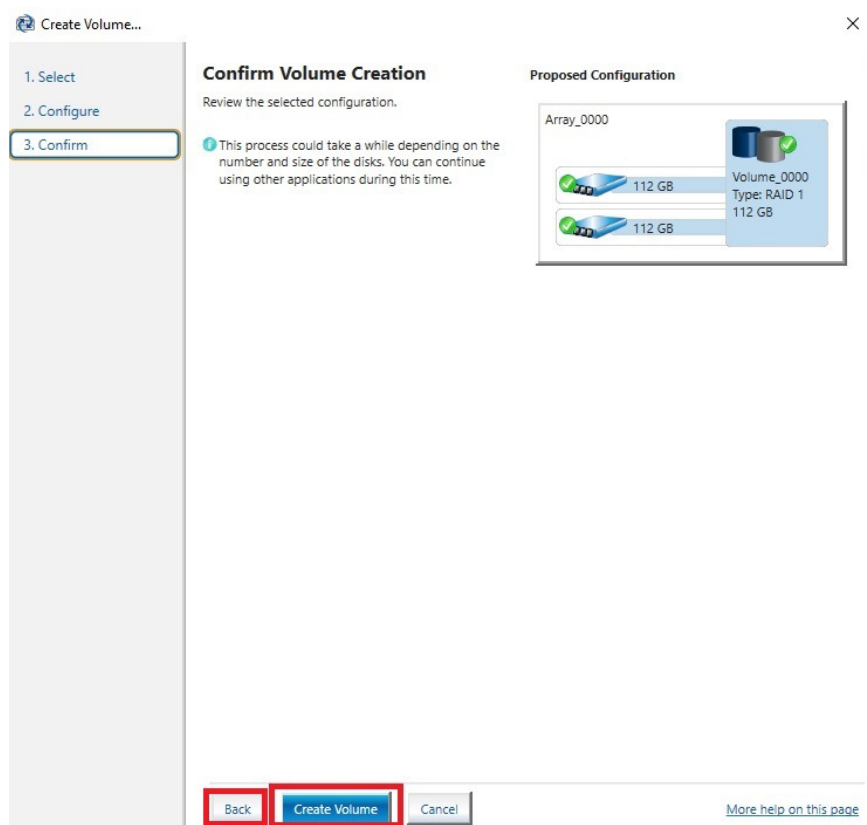 Create Volume...
1. Select
2. Configure
3. Confirm
Confirm Volume Creation
Review the selected configuration.
This process could take a while depending on the
number and size of the disks. You can continue
using other applications during this time.
Proposed Configuration
Array_0000
112 GB
112 GB
Volume_0000
Type: RAID 1
112 GB
Back
Create Volume
Cancel
More help on this page